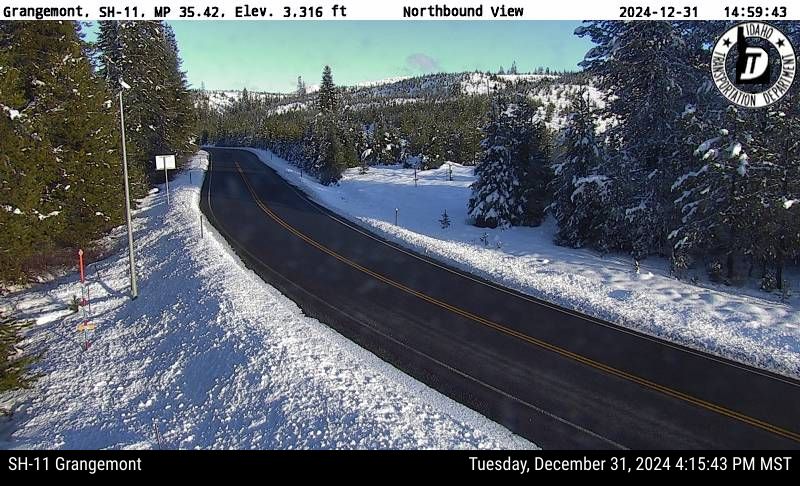 Grangemont, SH-11, MP 35.42, Elev. 3,316 ft Northbound View 2024-12-31 14:59:43
IDAHO
TRANSPORTATION DEPARTMENT
SH-11 Grangemont Tuesday, December 31, 2024 4:15:43 PM MST